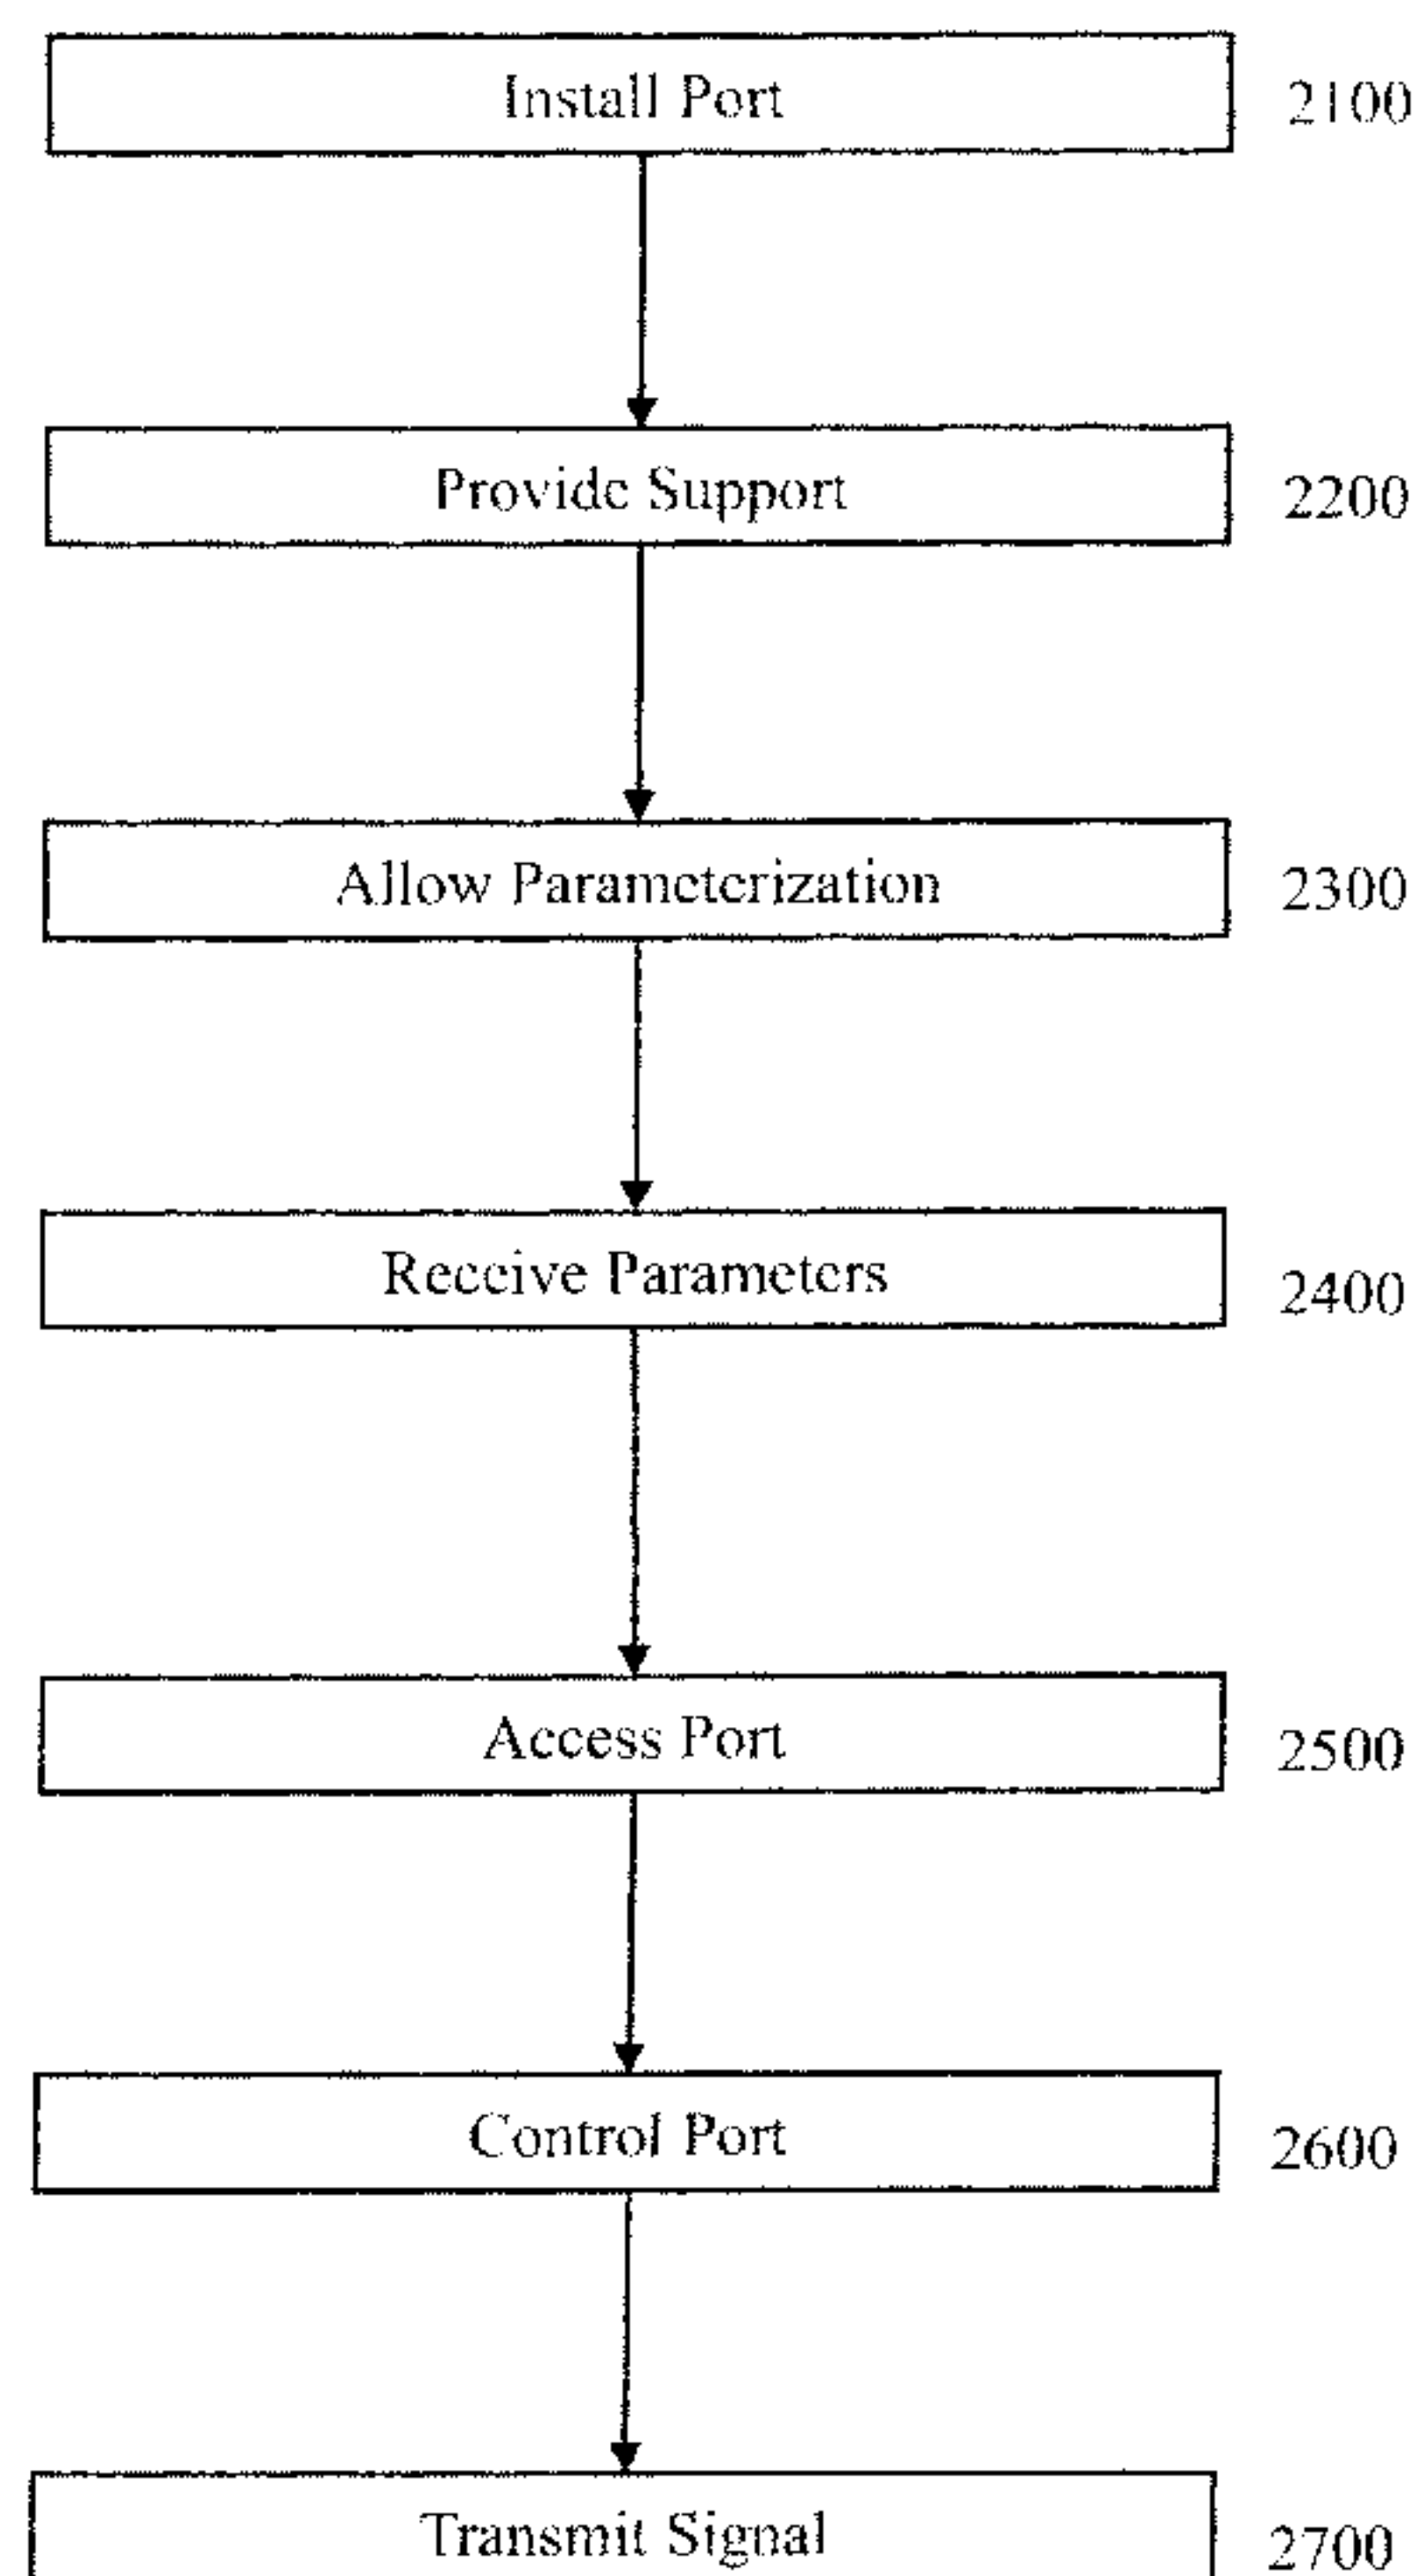 Install Port 2100
Provide Support 2200
Allow Parameterization 2300
Receive Parameters 2400
Access Port 2500
Control Port 2600
Transmit Signal 2700